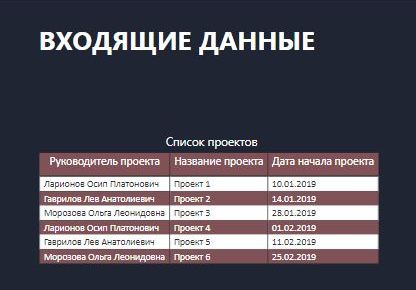 ВХОДЯЩИЕ ДАННЫЕ
Список проектов
Руководитель проекта Название проекта Дата начала проекта
Ларионов Осип Платонович Проект 1 10.01.2019
Гаврилов Лев Анатолиевич Проект 2 14.01.2019
Морозова Ольга Леонидовна Проект 3 28.01.2019
Ларионов Осип Платонович Проект 4 01.02.2019
Гаврилов Лев Анатолиевич Проект 5 11.02.2019
Морозова Ольга Леонидовна Проект 6 25.02.2019